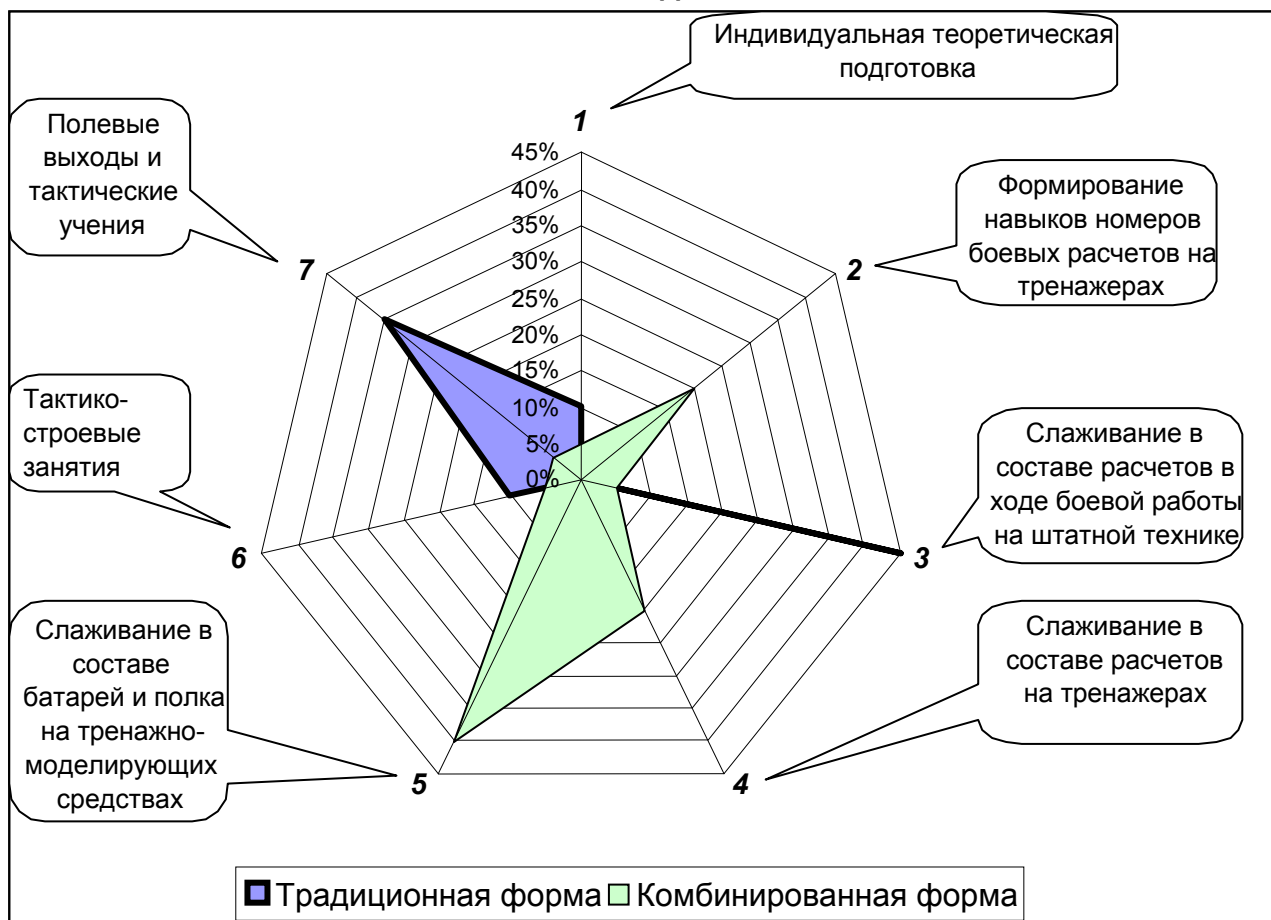 Индивидуальная теоретическая
подготовка
Полевые
выходы и
тактические
учения
1
45%
40%
35%
30%
25%
20%
15%
10%
5%
0%
Формирование
навыков номеров
боевых расчетов на
тренажерах
7
2
Тактико-
строевые
занятия
Слаживание в
составе расчетов в
ходе боевой работы
на штатной технике
6
3
Слаживание в
составе
батарей и полка
на тренажно-
моделирующих
средствах
Слаживание в
составе расчетов
на тренажерах
5
4
Традиционная форма
Комбинированная форма